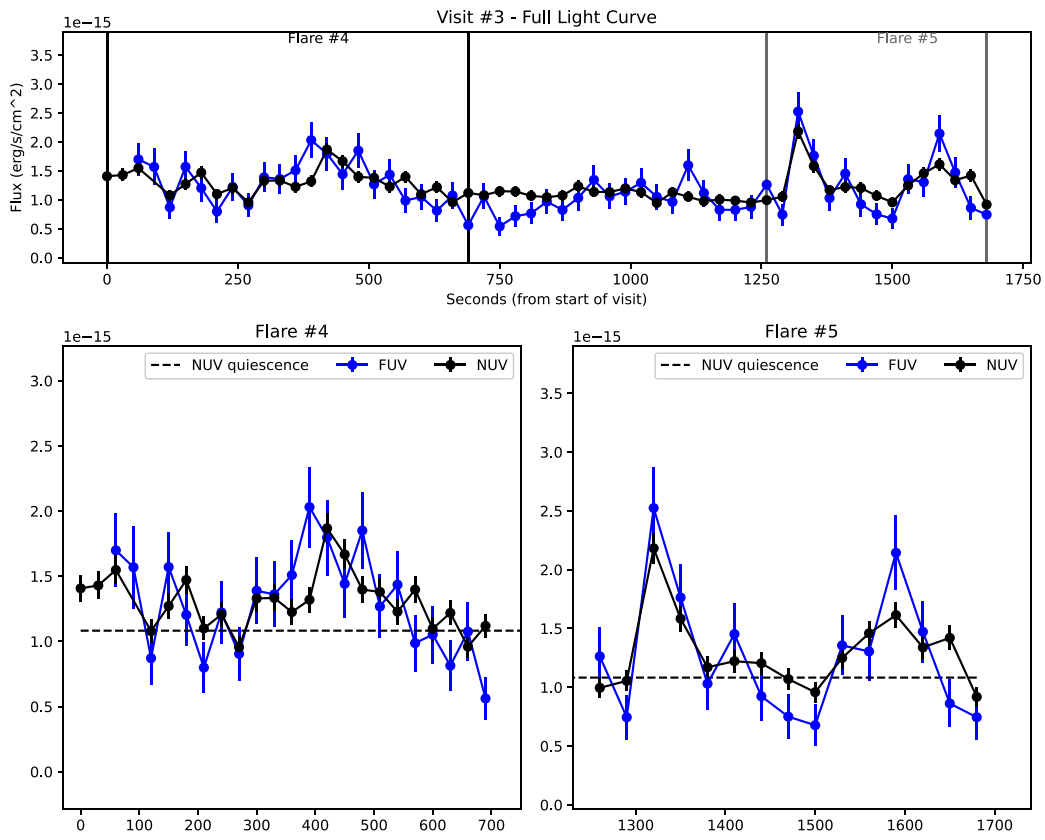 Visit #3 - Full Light Curve
1e−15
Flare #4
Flare #5
Flux (erg/s/cm^2)
3.5
3.0
2.5
2.0
1.5
1.0
0.5
0.0
0 250 500 750 1000 1250 1500 1750
Seconds (from start of visit)
Flare #4
1e−15
NUV quiescence FUV NUV
3.0
2.5
2.0
1.5
1.0
0.5
0.0
0 100 200 300 400 500 600 700
Flare #5
1e−15
NUV quiescence FUV NUV
3.5
3.0
2.5
2.0
1.5
1.0
0.5
0.0
1300 1400 1500 1600 1700